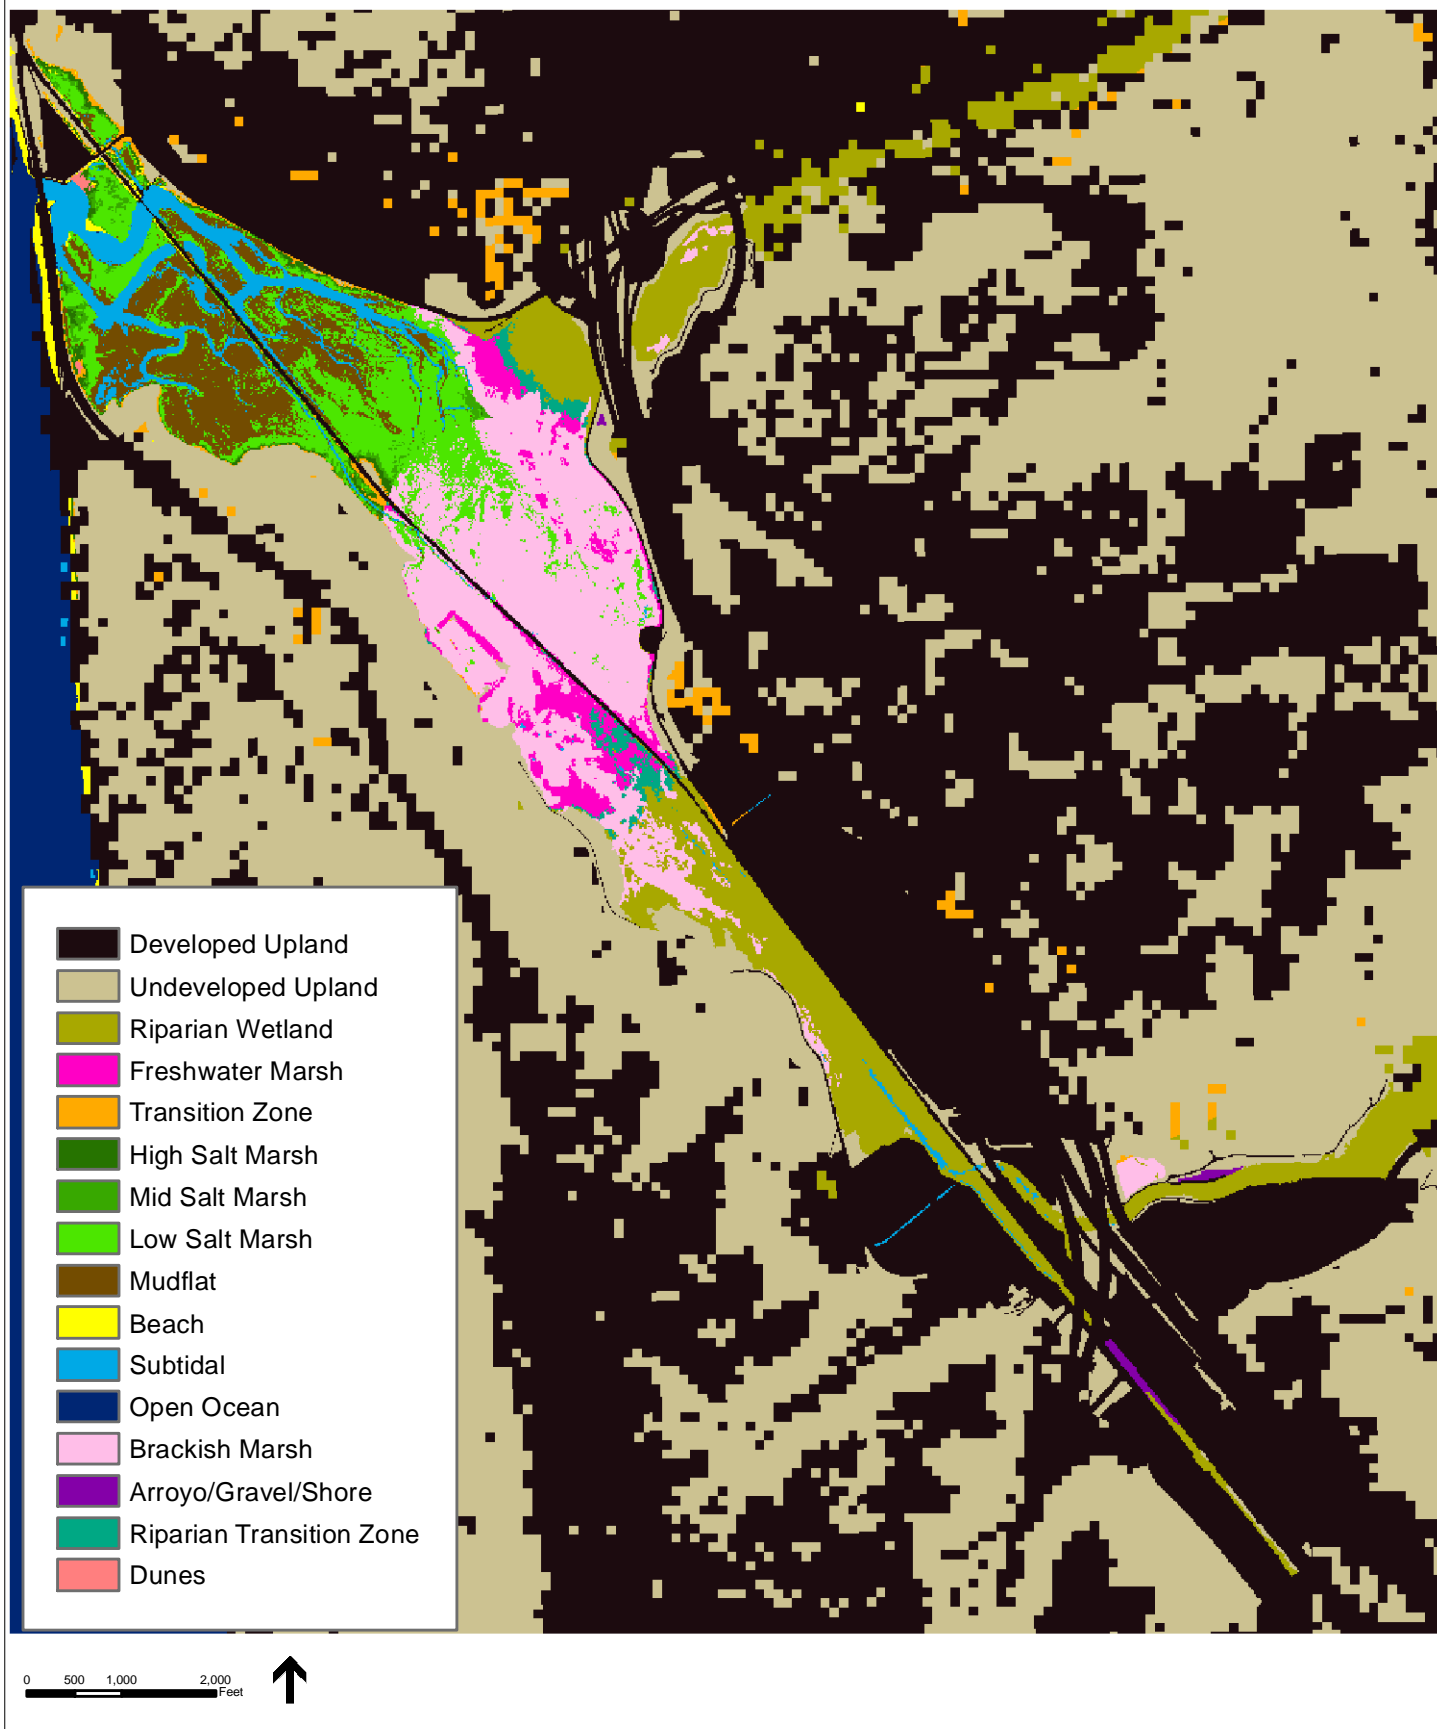 Developed Upland
Undeveloped Upland
Riparian Wetland
Freshwater Marsh
Transition Zone
High Salt Marsh
Mid Salt Marsh
Low Salt Marsh
Mudflat
Beach
Subtidal
Open Ocean
Brackish Marsh
Arroyo/Gravel/Shore
Riparian Transition Zone
Dunes
0 500 1,000 2,000
Feet